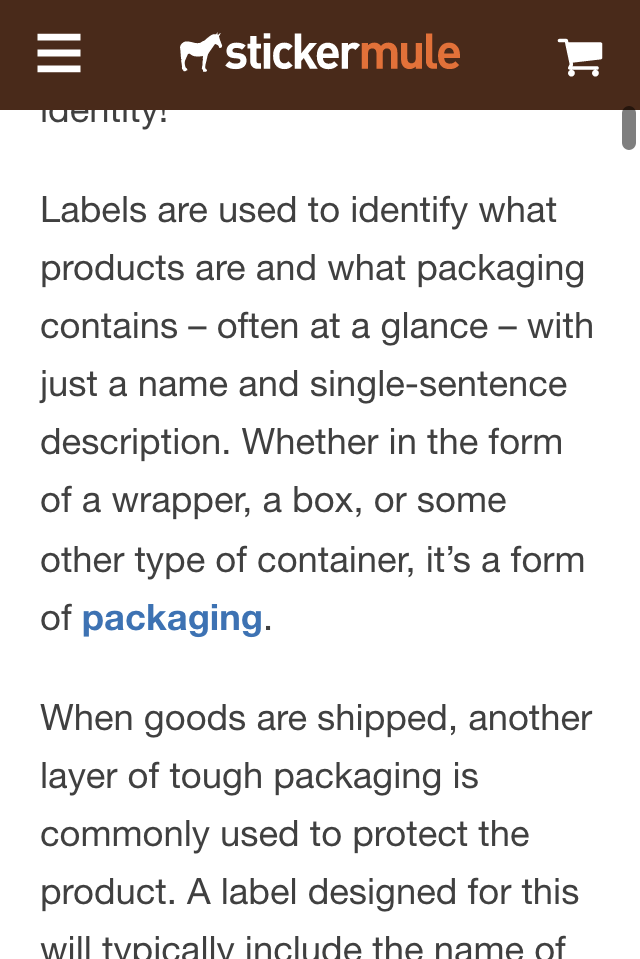 stickermule
identity!
Labels are used to identify what
products are and what packaging
contains – often at a glance – with
just a name and single-sentence
description. Whether in the form
of a wrapper, a box, or some
other type of container, it’s a form
of packaging.
When goods are shipped, another
layer of tough packaging is
commonly used to protect the
product. A label designed for this
will typically include the name of